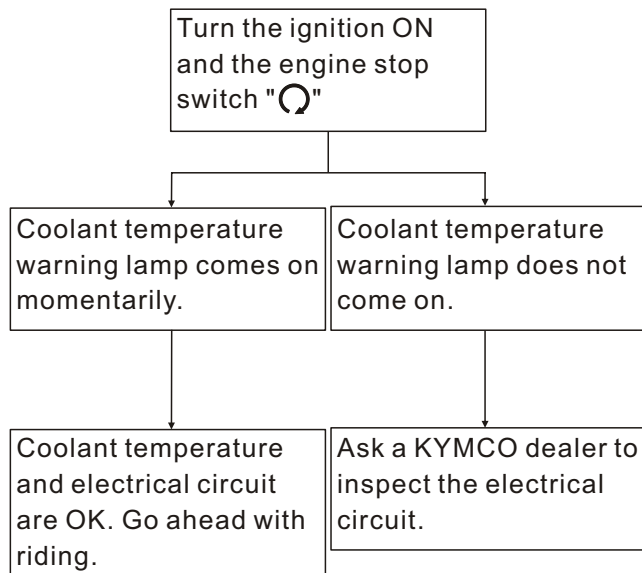 Turn the ignition ON
and the engine stop
switch "↻"
Coolant temperature
warning lamp comes on
momentarily.
Coolant temperature
warning lamp does not
come on.
Coolant temperature
and electrical circuit
are OK. Go ahead with
riding.
Ask a KYMCO dealer to
inspect the electrical
circuit.